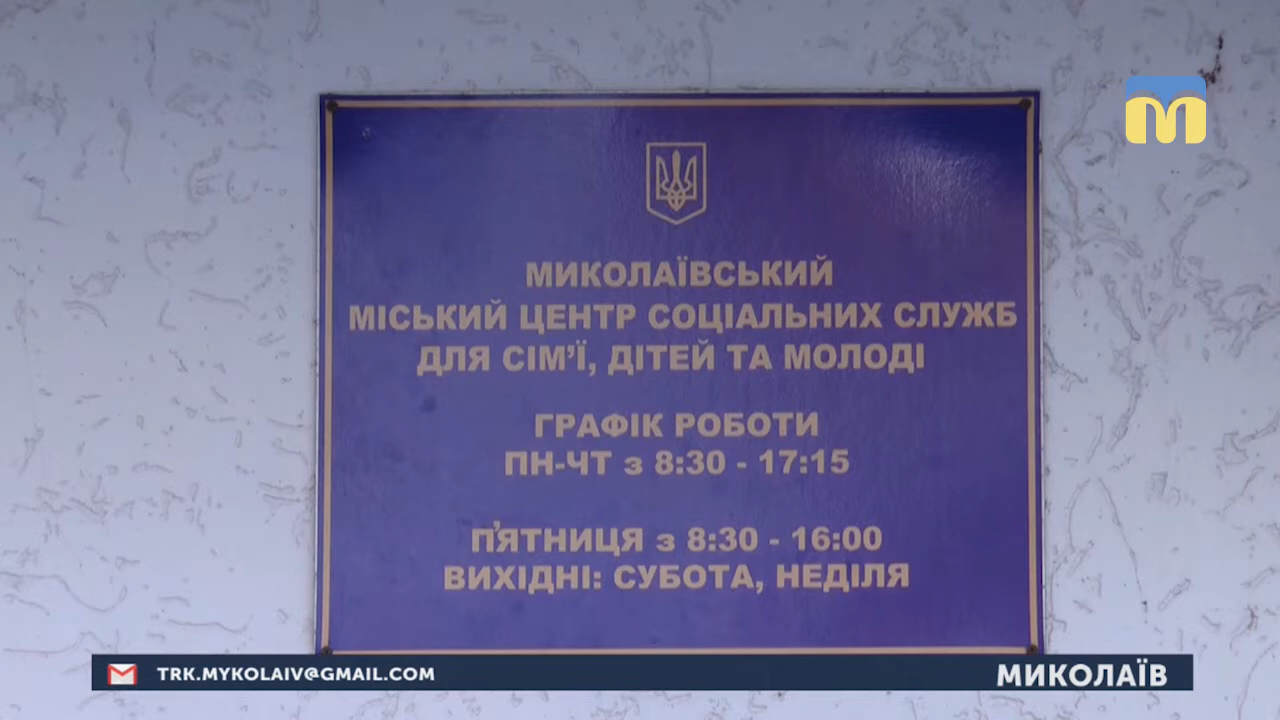 МИКОЛАЇВСЬКИЙ
МІСЬКИЙ ЦЕНТР СОЦІАЛЬНИХ СЛУЖБ
ДЛЯ СІМ’Ї, ДІТЕЙ ТА МОЛОДІ
ГРАФІК РОБОТИ
ПН-ЧТ з 8:30 - 17:15
П’ЯТНИЦЯ з 8:30 - 16:00
ВИХІДНІ: СУБОТА, НЕДІЛЯ
TRK.MYKOLAIV@GMAIL.COM
МИКОЛАЇВ